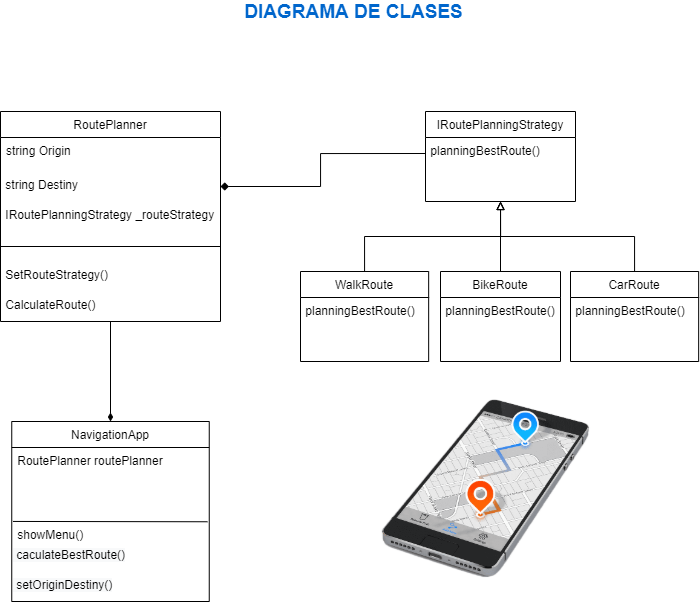 DIAGRAMA DE CLASES
RoutePlanner
string Origin
string Destiny
IRoutePlanningStrategy _routeStrategy
SetRouteStrategy()
CalculateRoute()
IRoutePlanningStrategy
planningBestRoute()
WalkRoute
planningBestRoute()
BikeRoute
planningBestRoute()
CarRoute
planningBestRoute()
NavigationApp
RoutePlanner routePlanner
showMenu()
caculateBestRoute()
setOriginDestiny()